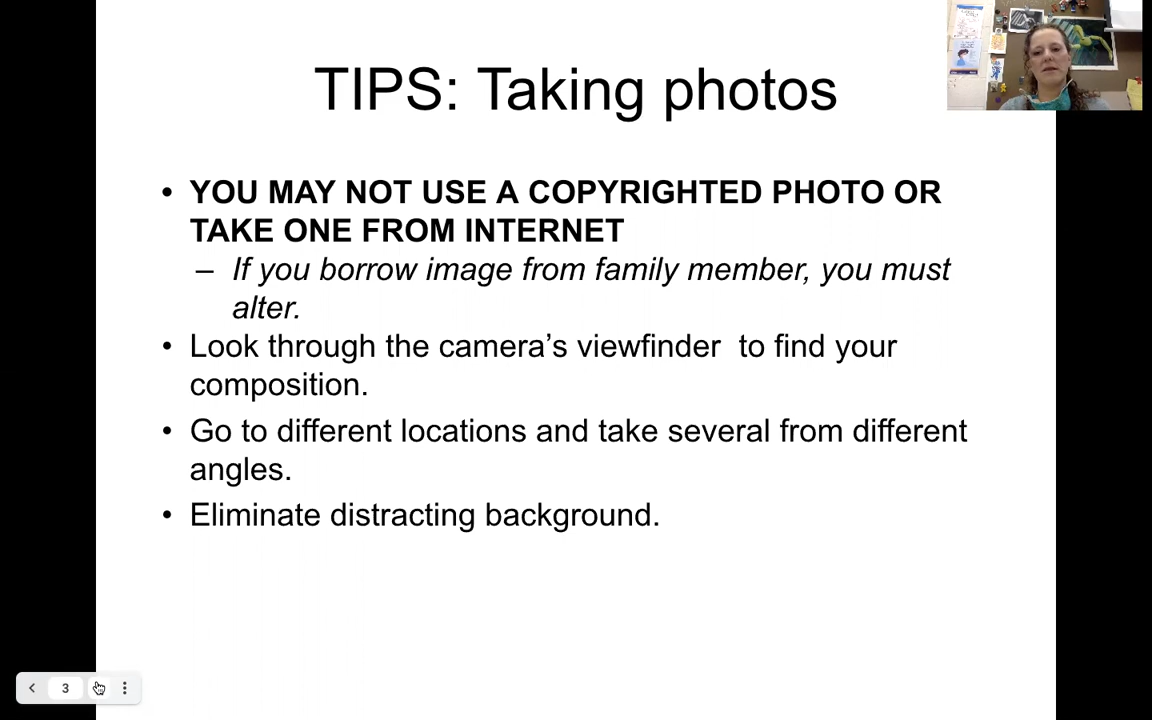 TIPS: Taking photos
• YOU MAY NOT USE A COPYRIGHTED PHOTO OR
TAKE ONE FROM INTERNET
– If you borrow image from family member, you must
alter.
• Look through the camera’s viewfinder  to find your
composition.
• Go to different locations and take several from different
angles.
• Eliminate distracting background.
3